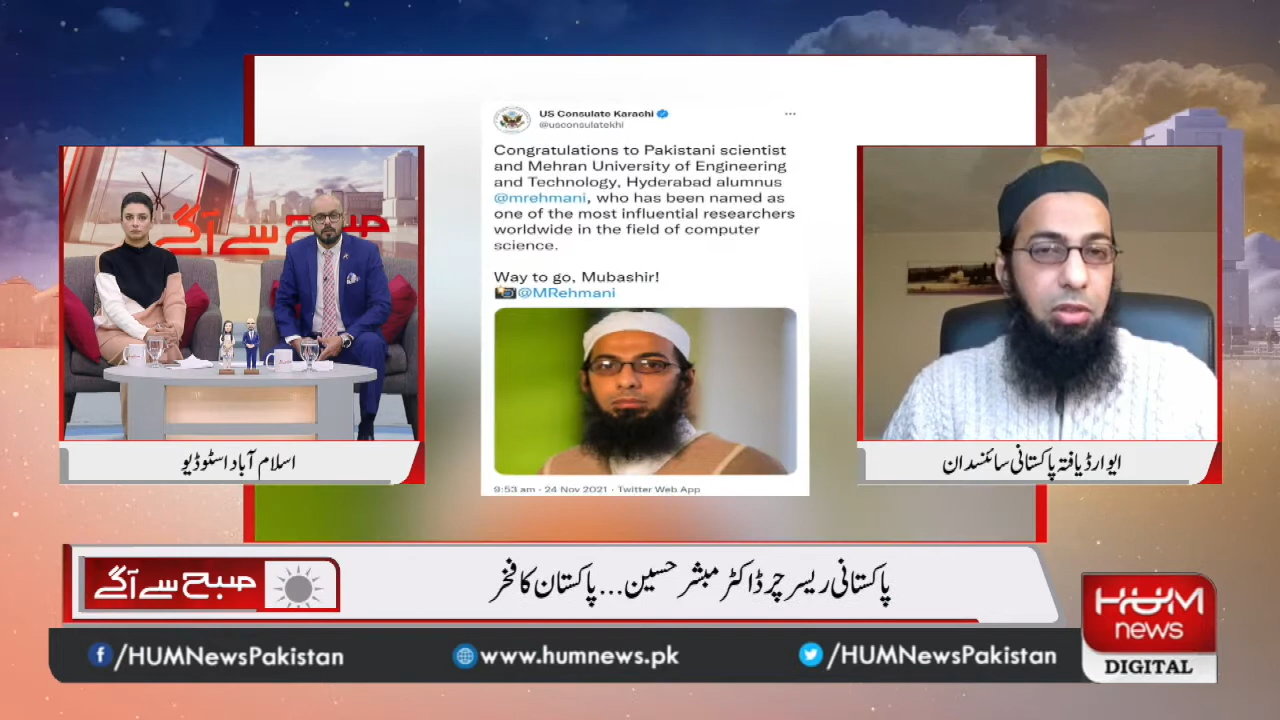 US Consulate Karachi
@usconsulatekhi
Congratulations to Pakistani scientist
and Mehran University of Engineering
and Technology, Hyderabad alumnus
@mrehmani, who has been named as
one of the most influential researchers
worldwide in the field of computer
science.
Way to go, Mubashir!
@MRehmani
9:53 am · 24 Nov 2021 · Twitter Web App
صبح سے آگے
اسلام آباد اسٹوڈیو
ایوارڈ یافتہ پاکستانی سائنسدان
صبح سے آگے
پاکستانی ریسرچر ڈاکٹر مبشر حسین...پاکستان کا فخر
HUM
news
DIGITAL
/HUMNewsPakistan
www.humnews.pk
/HUMNewsPakistan